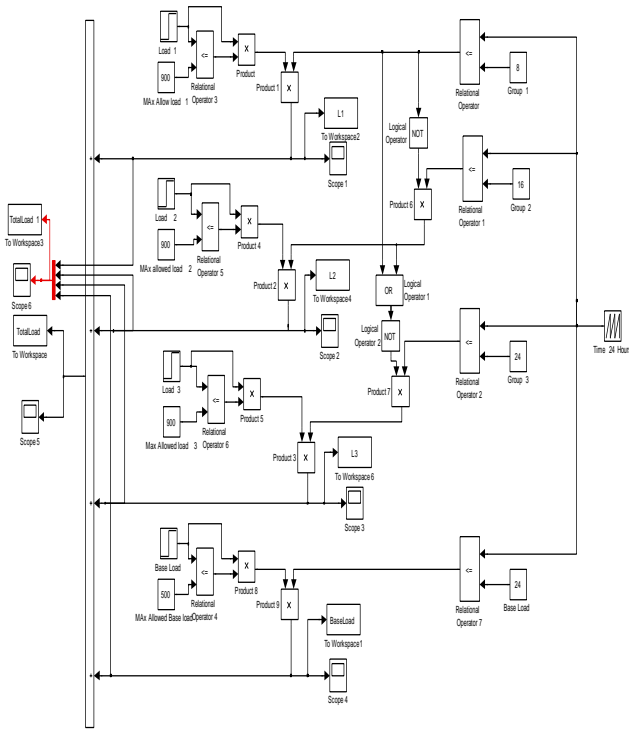 Load 1
<=
X
Product
900
MAx Allow load 1
Relational
Operator 3
X
Product 1
<=
Relational
Operator
8
Group 1
L1
To Workspace2
Scope 1
Logical
Operator
NOT
<=
Relational
Operator 1
16
Group 2
X
Product 6
TotalLoad 1
To Workspace3
Scope 6
TotalLoad
To Workspace
Scope 5
Load 2
<=
X
Product 4
900
MAx allowed load 2
Relational
Operator 5
X
Product 2
L2
To Workspace4
Scope 2
OR
Logical
Operator 1
Logical
Operator 2
NOT
X
Product 7
<=
Relational
Operator 2
24
Group 3
Time 24 Hour
Load 3
<=
X
Product 5
900
Max Allowed load 3
Relational
Operator 6
X
Product 3
L3
To Workspace 6
Scope 3
Base Load
<=
X
Product 8
500
MAx Allowed Base load
Relational
Operator 4
X
Product 9
<=
Relational
Operator 7
24
Base Load
BaseLoad
To Workspace1
Scope 4